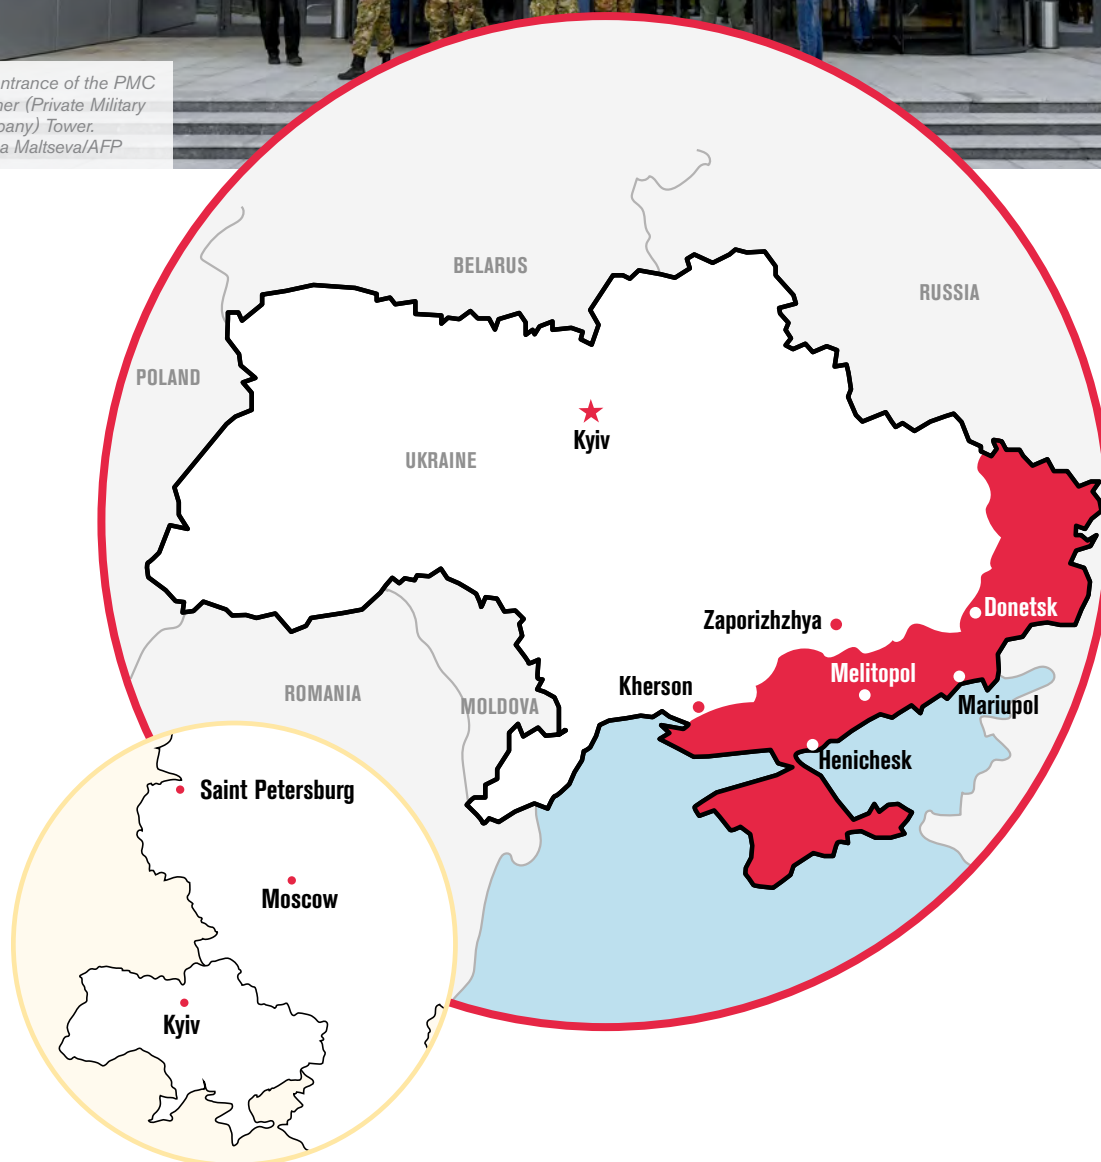 ntrance of the PMC
ner (Private Military
pany) Tower.
a Maltseva/AFP
BELARUS
RUSSIA
POLAND
Kyiv
UKRAINE
Donetsk
Zaporizhzhya
Melitopol
Kherson
ROMANIA
MOLDOVA
Mariupol
Henichesk
Saint Petersburg
Moscow
Kyiv